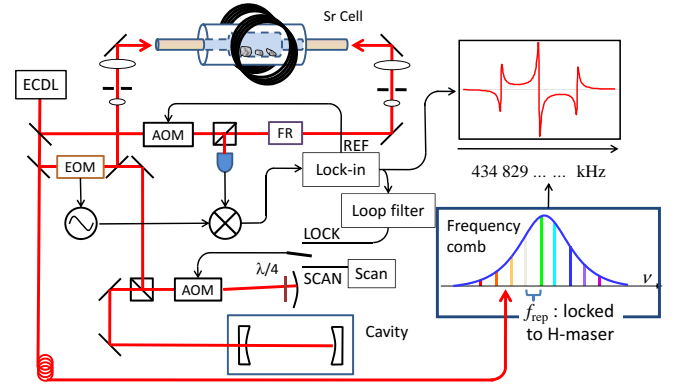 Sr Cell
ECDL
AOM
FR
REF
EOM
Lock-in
434 829 ... ... kHz
Loop filter
LOCK
Frequency
comb
λ/4
SCAN
Scan
AOM
ν
Cavity
frep : locked
to H-maser